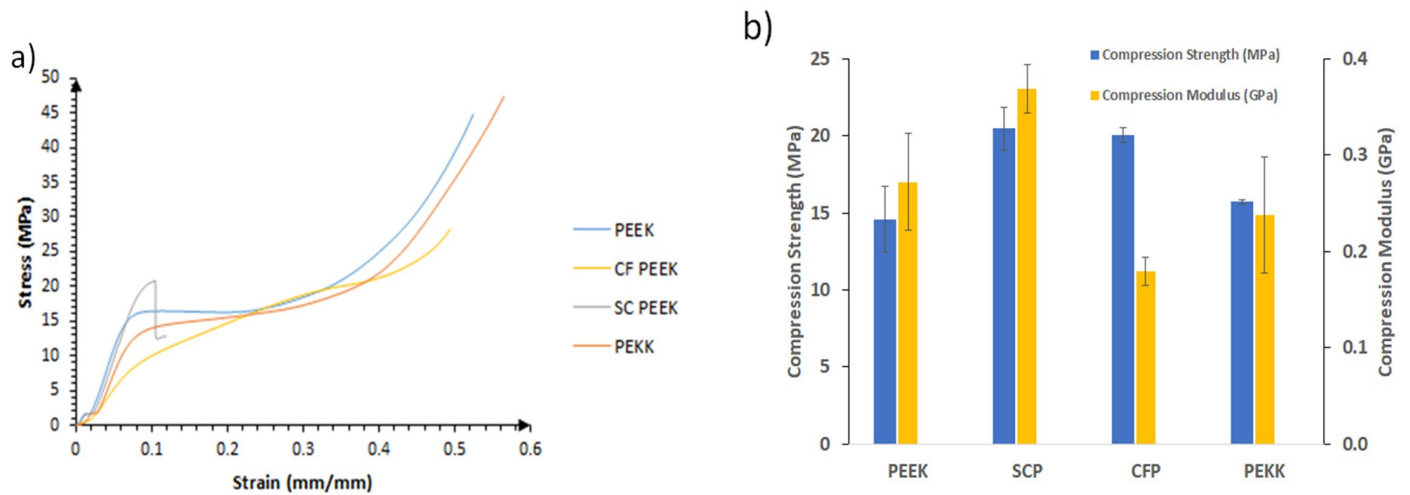 a)
Stress (MPa)
50
45
40
35
30
25
20
15
10
5
0
0
0.1
0.2
0.3
0.4
0.5
0.6
Strain (mm/mm)
PEEK
CF PEEK
SC PEEK
PEKK
b)
Compression Strength (MPa)
Compression Modulus (GPa)
Compression Strength (MPa)
25
20
15
10
5
0
PEEK
SCP
CFP
PEKK
0.4
0.3
0.2
0.1
0.0
Compression Modulus (GPa)